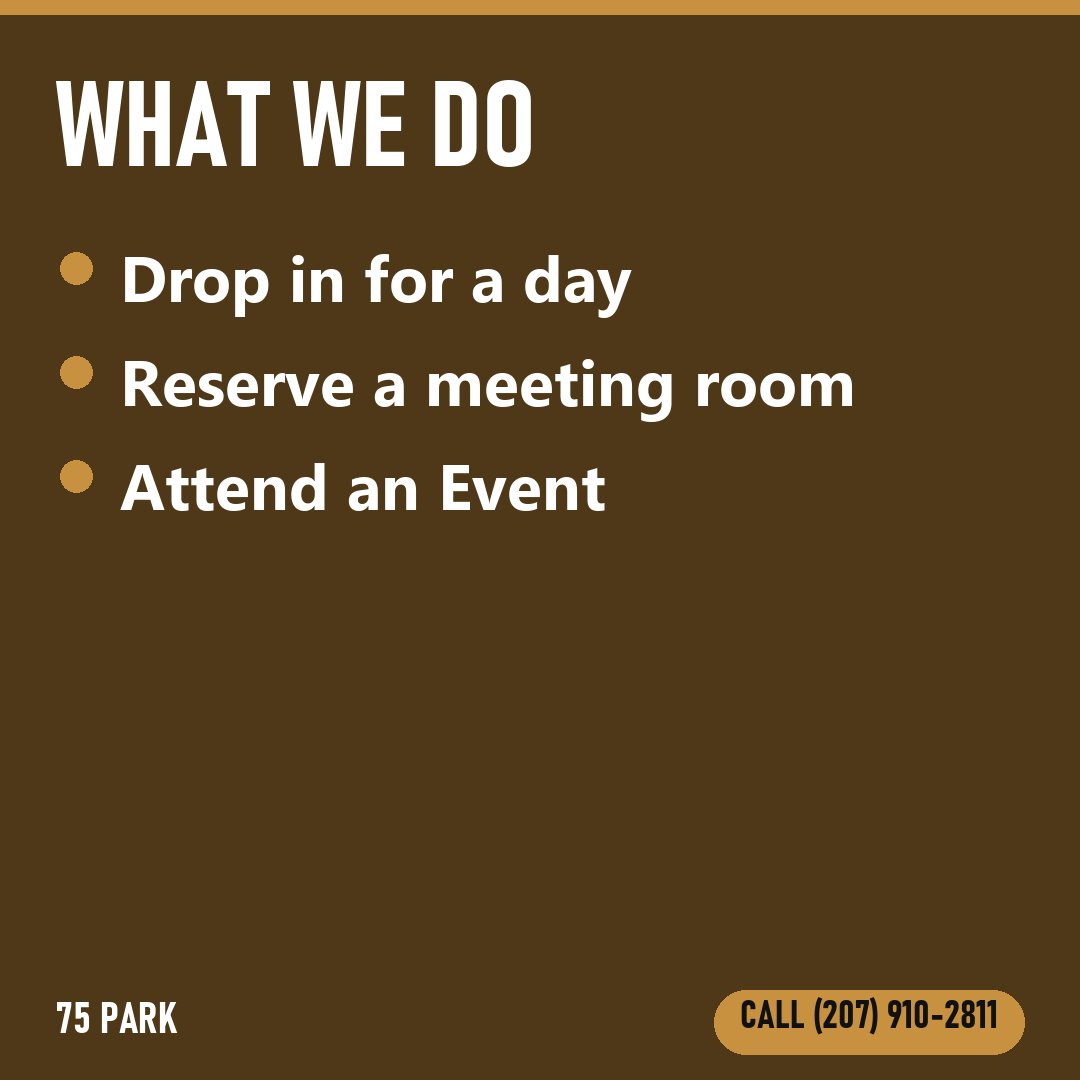 WHAT WE DO
Drop in for a day
Reserve a meeting room
Attend an Event
75 PARK
CALL (207) 910-2811